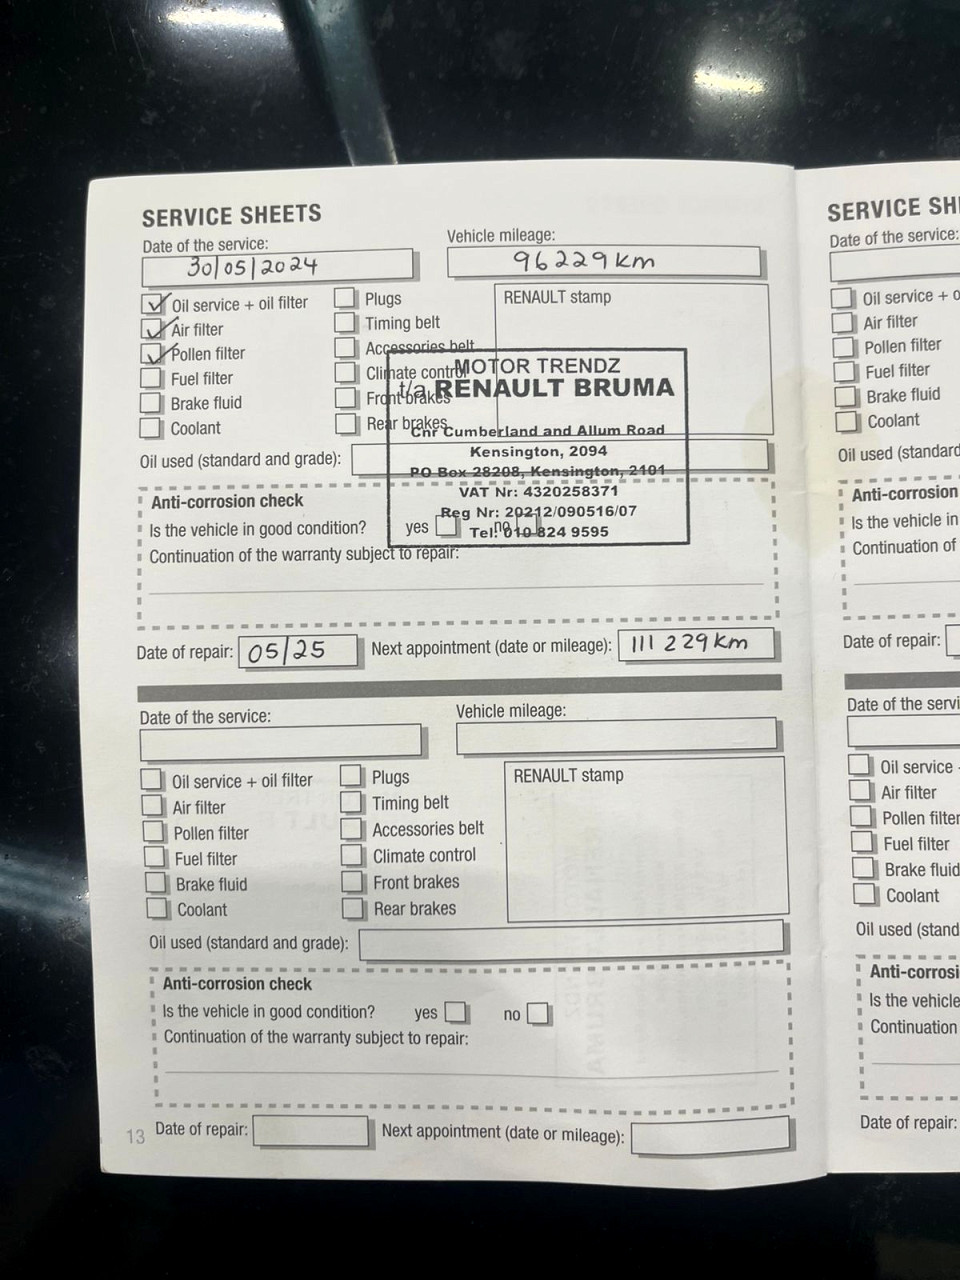 SERVICE SHEETS
Date of the service:
Vehicle mileage:
30/05/2024
96229km
Oil service + oil filter
Air filter
Pollen filter
Fuel filter
Brake fluid
Coolant
Plugs
Timing belt
Accessories belt
Climate control
Front brakes
Rear brakes
RENAULT stamp
MOTOR TRENDZ
t/a RENAULT BRUMA
Cnr Cumberland and Allum Road
Kensington, 2094
PO Box 28208, Kensington, 2101
VAT Nr: 4320258371
Reg Nr: 20212/090516/07
Tel: 010 824 9595
Oil used (standard and grade):
Anti-corrosion check
Is the vehicle in good condition? yes no
Continuation of the warranty subject to repair:
Date of repair: 05/25 Next appointment (date or mileage): 111 229km
Date of the service:
Vehicle mileage:
Oil service + oil filter
Air filter
Pollen filter
Fuel filter
Brake fluid
Coolant
Plugs
Timing belt
Accessories belt
Climate control
Front brakes
Rear brakes
RENAULT stamp
Oil used (standard and grade):
Anti-corrosion check
Is the vehicle in good condition? yes no
Continuation of the warranty subject to repair:
13 Date of repair: Next appointment (date or mileage):
SERVICE SH
Date of the service:
Oil service + o
Air filter
Pollen filter
Fuel filter
Brake fluid
Coolant
Oil used (standard
Anti-corrosion
Is the vehicle
Continuation of
Date of repair:
Date of the servi
Oil service
Air filter
Pollen filter
Fuel filter
Brake fluid
Coolant
Oil used (stand
Anti-corrosi
Is the vehicle
Continuation
Date of repair: